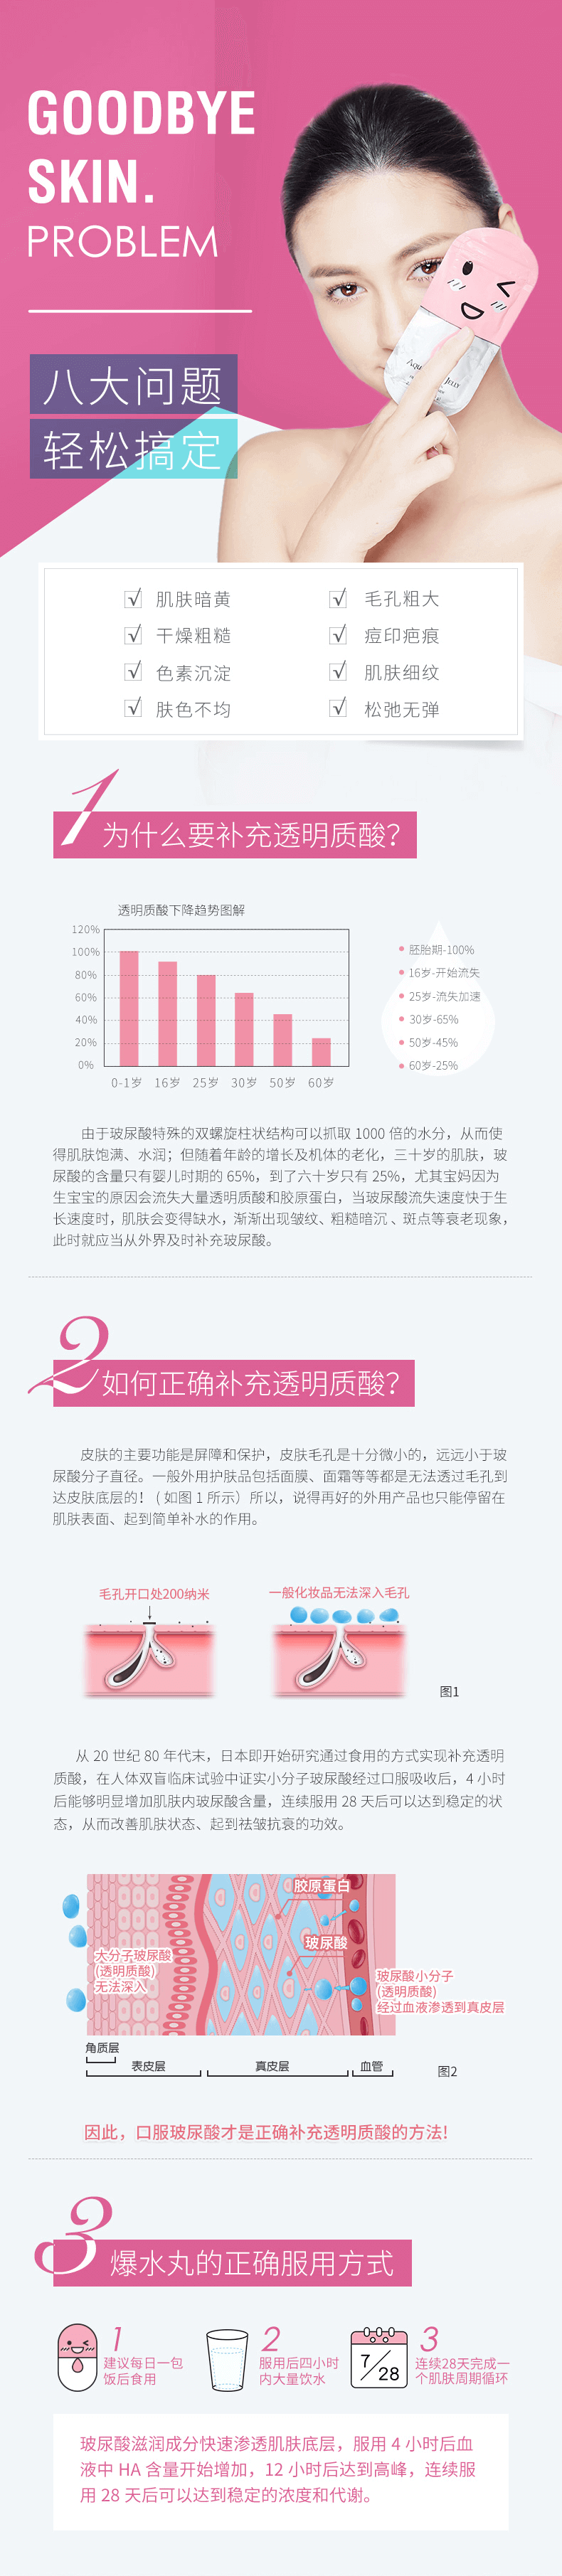 GOODBYE
SKIN.
PROBLEM
八大问题
轻松搞定
肌肤暗黄
毛孔粗大
干燥粗糙
痘印疤痕
色素沉淀
肌肤细纹
肤色不均
松弛无弹
1
为什么要补充透明质酸?
透明质酸下降趋势图解
120%
100%
80%
60%
40%
20%
0%
0-1岁 16岁 25岁 30岁 50岁 60岁
胚胎期-100%
16岁-开始流失
25岁-流失加速
30岁-65%
50岁-45%
60岁-25%
由于玻尿酸特殊的双螺旋柱状结构可以抓取 1000 倍的水分，从而使
得肌肤饱满、水润；但随着年龄的增长及机体的老化，三十岁的肌肤，玻
尿酸的含量只有婴儿时期的 65%，到了六十岁只有 25%，尤其宝妈因为
生宝宝的原因会流失大量透明质酸和胶原蛋白，当玻尿酸流失速度快于生
长速度时，肌肤会变得缺水，渐渐出现皱纹、粗糙暗沉 、斑点等衰老现象，
此时就应当从外界及时补充玻尿酸。
2
如何正确补充透明质酸?
皮肤的主要功能是屏障和保护，皮肤毛孔是十分微小的，远远小于玻
尿酸分子直径。一般外用护肤品包括面膜、面霜等等都是无法透过毛孔到
达皮肤底层的！ ( 如图 1 所示）所以，说得再好的外用产品也只能停留在
肌肤表面、起到简单补水的作用。
毛孔开口处200纳米
一般化妆品无法深入毛孔
图1
从 20 世纪 80 年代末，日本即开始研究通过食用的方式实现补充透明
质酸，在人体双盲临床试验中证实小分子玻尿酸经过口服吸收后，4 小时
后能够明显增加肌肤内玻尿酸含量，连续服用 28 天后可以达到稳定的状
态，从而改善肌肤状态、起到祛皱抗衰的功效。
胶原蛋白
玻尿酸
大分子玻尿酸
(透明质酸)
无法深入
玻尿酸小分子
(透明质酸)
经过血液渗透到真皮层
角质层
表皮层
真皮层
血管
图2
因此，口服玻尿酸才是正确补充透明质酸的方法!
3
爆水丸的正确服用方式
1
建议每日一包
饭后食用
2
服用后四小时
内大量饮水
7/28
3
连续28天完成一
个肌肤周期循环
玻尿酸滋润成分快速渗透肌肤底层，服用 4 小时后血
液中 HA 含量开始增加，12 小时后达到高峰，连续服
用 28 天后可以达到稳定的浓度和代谢。